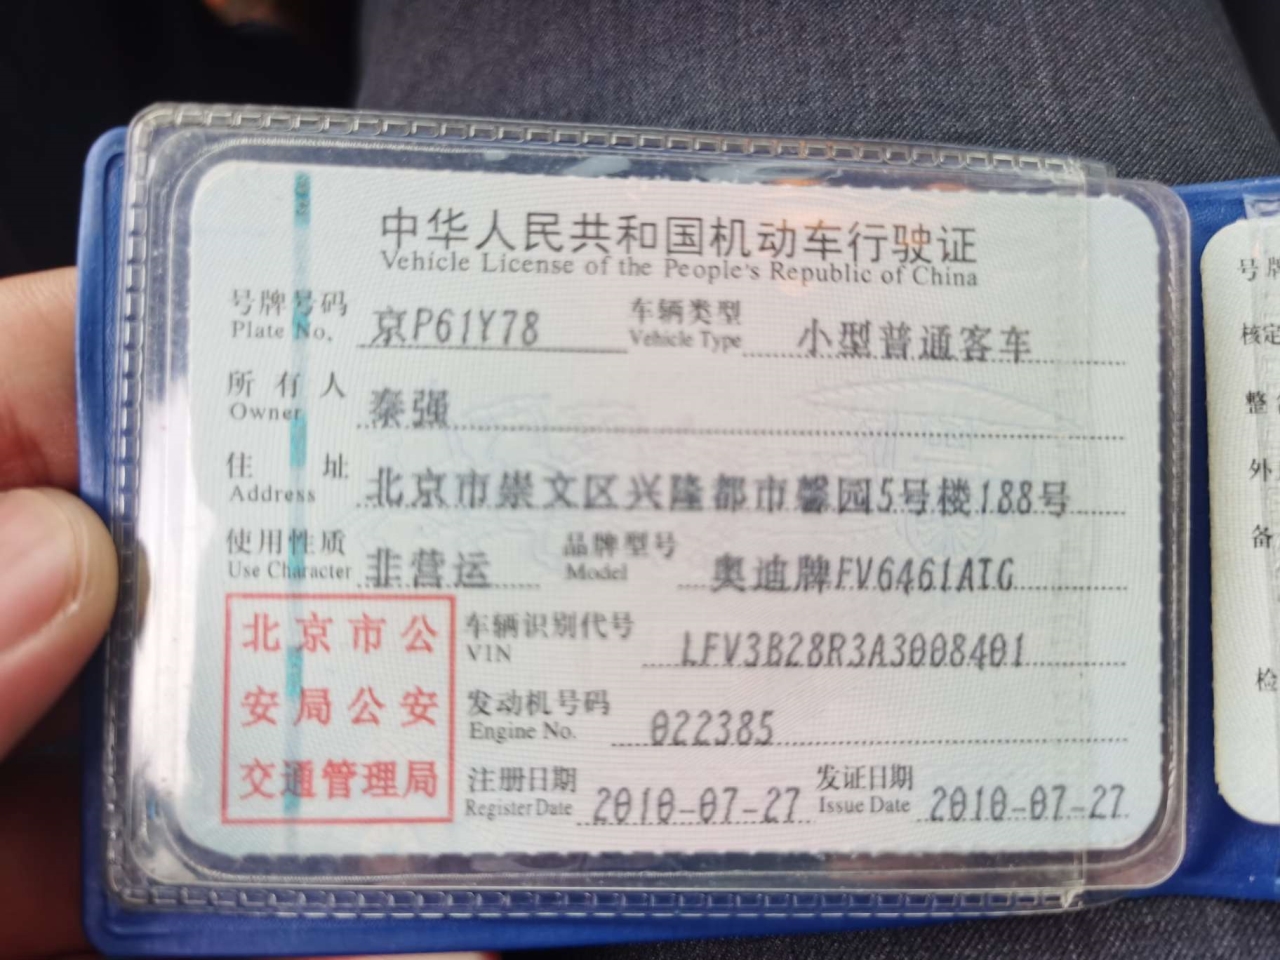 中华人民共和国机动车行驶证
Vehicle License of the People's Republic of China
号牌号码 京P61Y78 车辆类型 小型普通客车
Plate No. Vehicle Type
所有人 秦强
Owner
住址 北京市崇文区兴隆都市馨园5号楼188号
Address
使用性质 非营运 品牌型号 奥迪牌FV6461ATG
Use Character Model
北京市公
安局公安
交通管理局
车辆识别代号 LFV3B28R3A3008401
VIN
发动机号码 022385
Engine No.
注册日期 2010-07-27 发证日期 2010-07-27
Register Date Issue Date
号牌
核定
整
外
备
检